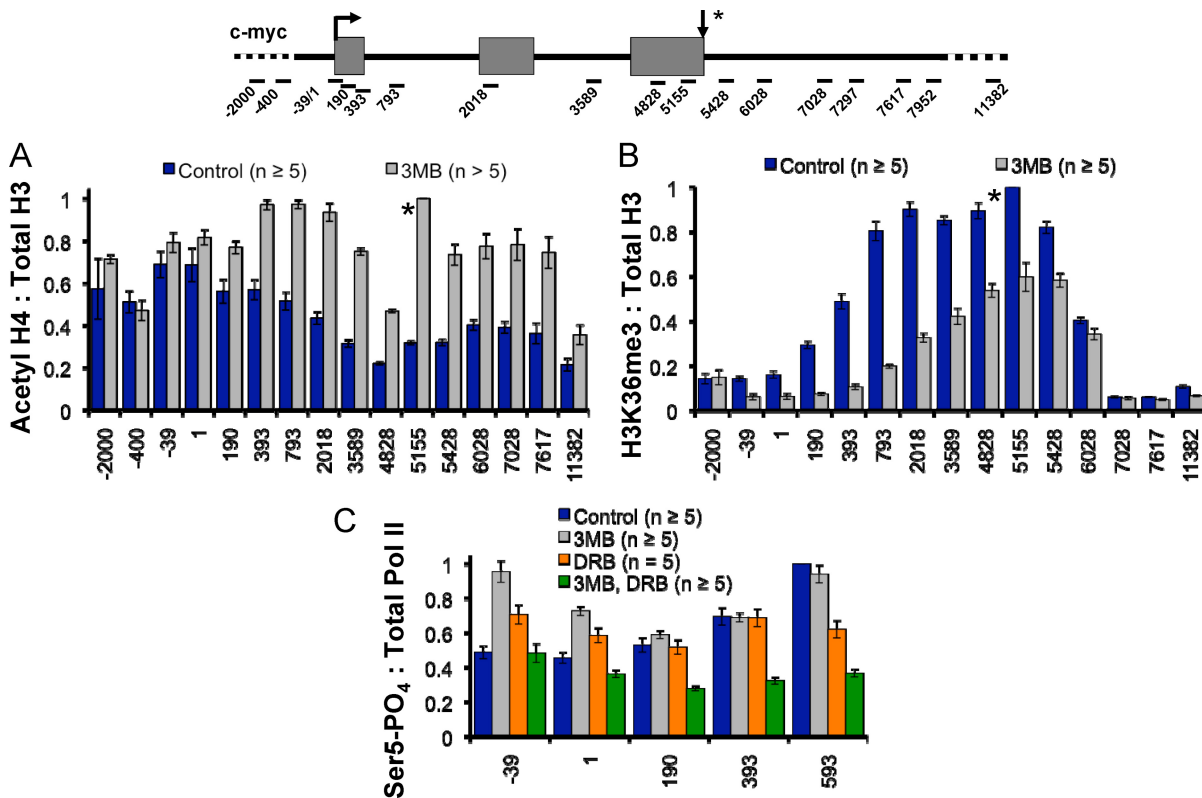 c-myc
*
-2000 -400 -39/1 190 393 793 2018 3589 4828 5155 5428 6028 7028 7297 7617 7952 11382
A
Control (n ≥ 5) 3MB (n > 5)
Acetyl H4 : Total H3
1
0.8
0.6
0.4
0.2
0
*
-2000 -400 -39 1 190 393 793 2018 3589 4828 5155 5428 6028 7028 7617 11382
B
Control (n ≥ 5) 3MB (n ≥ 5)
H3K36me3 : Total H3
1
0.8
0.6
0.4
0.2
0
*
-2000 -39 1 190 393 793 2018 3589 4828 5155 5428 6028 7028 7617 11382
C
Control (n ≥ 5)
3MB (n ≥ 5)
DRB (n = 5)
3MB, DRB (n ≥ 5)
Ser5-PO4 : Total Pol II
1
0.8
0.6
0.4
0.2
0
-39 1 190 393 593